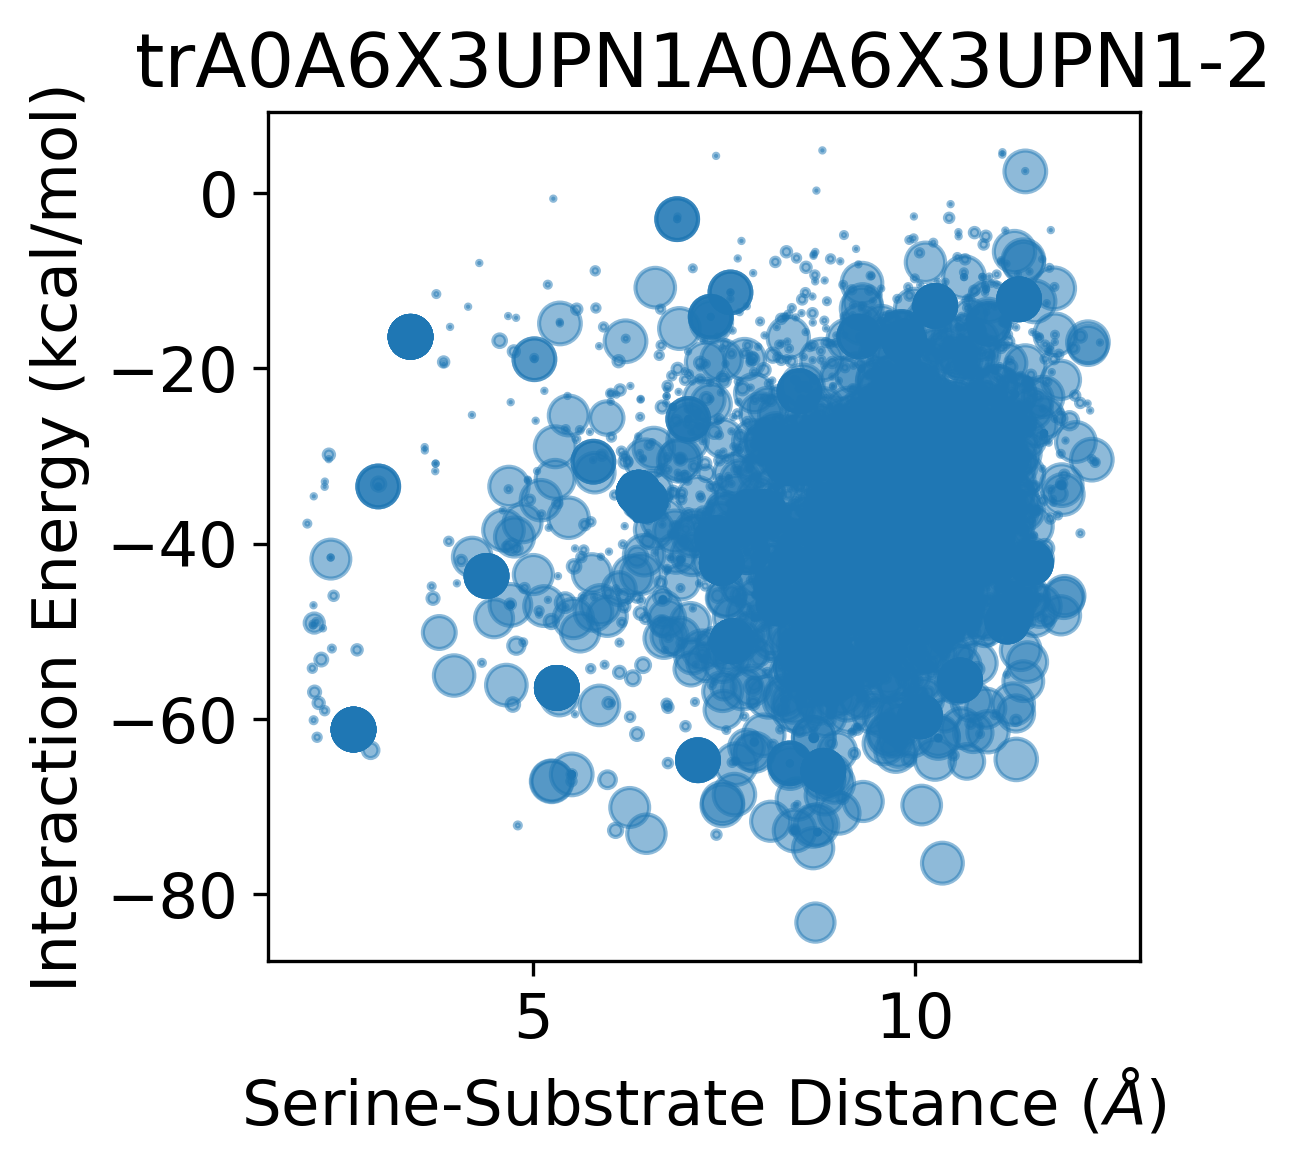 trA0A6X3UPN1A0A6X3UPN1-2
Interaction Energy (kcal/mol)
0
−20
−40
−60
−80
5 10
Serine-Substrate Distance (Å)